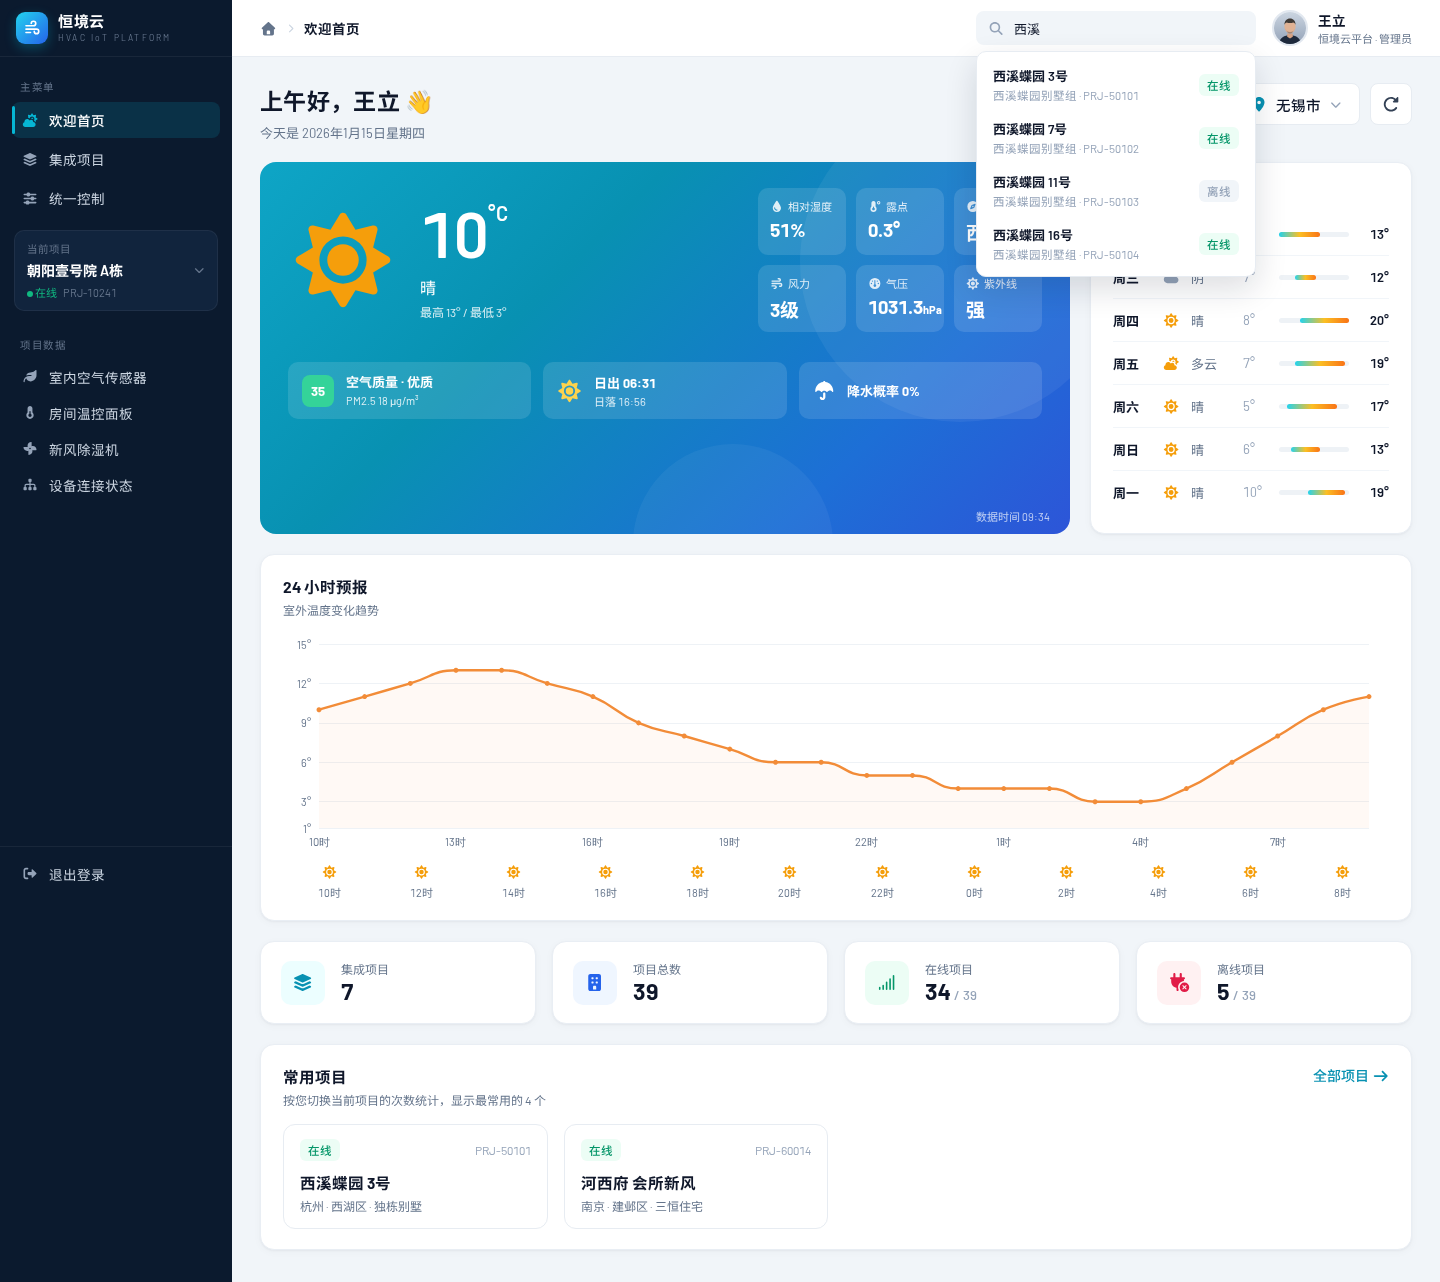 恒境云
HVAC IoT PLATFORM
主菜单
欢迎首页
集成项目
统一控制
当前项目
朝阳壹号院 A栋
在线 PRJ-10241
项目数据
室内空气传感器
房间温控面板
新风除湿机
设备连接状态
退出登录
欢迎首页
西溪
王立
恒境云平台 · 管理员
西溪蝶园 3号
西溪蝶园别墅组 · PRJ-50101
在线
西溪蝶园 7号
西溪蝶园别墅组 · PRJ-50102
在线
西溪蝶园 11号
西溪蝶园别墅组 · PRJ-50103
离线
西溪蝶园 16号
西溪蝶园别墅组 · PRJ-50104
在线
上午好，王立 👋
今天是 2026年1月15日星期四
无锡市
10°C
晴
最高 13° / 最低 3°
相对湿度
51%
露点
0.3°
西
风力
3级
气压
1031.3hPa
紫外线
强
35
空气质量 · 优质
PM2.5 18 μg/m³
日出 06:31
日落 16:56
降水概率 0%
数据时间 09:34
13°
周三 阴 7° 12°
周四 晴 8° 20°
周五 多云 7° 19°
周六 晴 5° 17°
周日 晴 6° 13°
周一 晴 10° 19°
24 小时预报
室外温度变化趋势
15°
12°
9°
6°
3°
1°
10时 13时 16时 19时 22时 1时 4时 7时
10时 12时 14时 16时 18时 20时 22时 0时 2时 4时 6时 8时
集成项目
7
项目总数
39
在线项目
34 / 39
离线项目
5 / 39
常用项目
按您切换当前项目的次数统计，显示最常用的 4 个
全部项目 →
在线 PRJ-50101
西溪蝶园 3号
杭州 · 西湖区 · 独栋别墅
在线 PRJ-60014
河西府 会所新风
南京 · 建邺区 · 三恒住宅